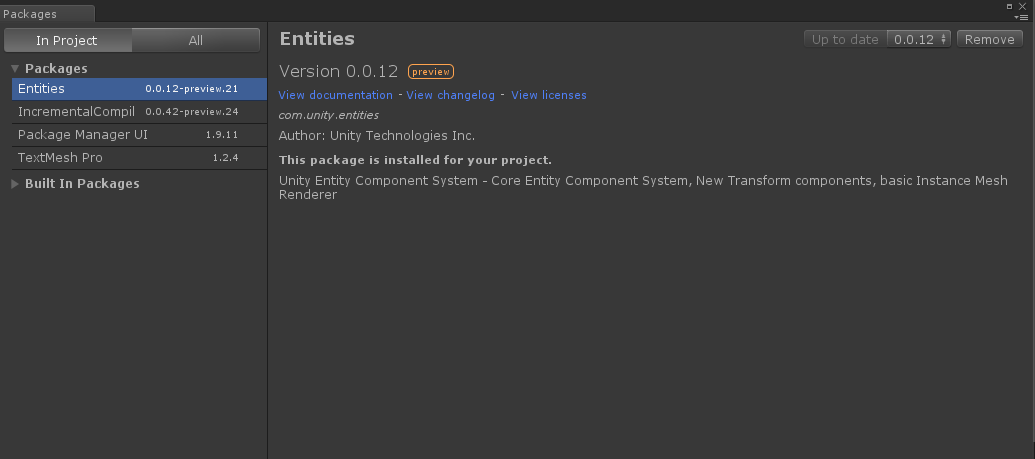 Packages
In Project
All
Packages
Entities 0.0.12-preview.21
IncrementalCompil 0.0.42-preview.24
Package Manager UI 1.9.11
TextMesh Pro 1.2.4
Built In Packages
Entities
Up to date 0.0.12 Remove
Version 0.0.12 preview
View documentation - View changelog - View licenses
com.unity.entities
Author: Unity Technologies Inc.
This package is installed for your project.
Unity Entity Component System - Core Entity Component System, New Transform components, basic Instance Mesh
Renderer